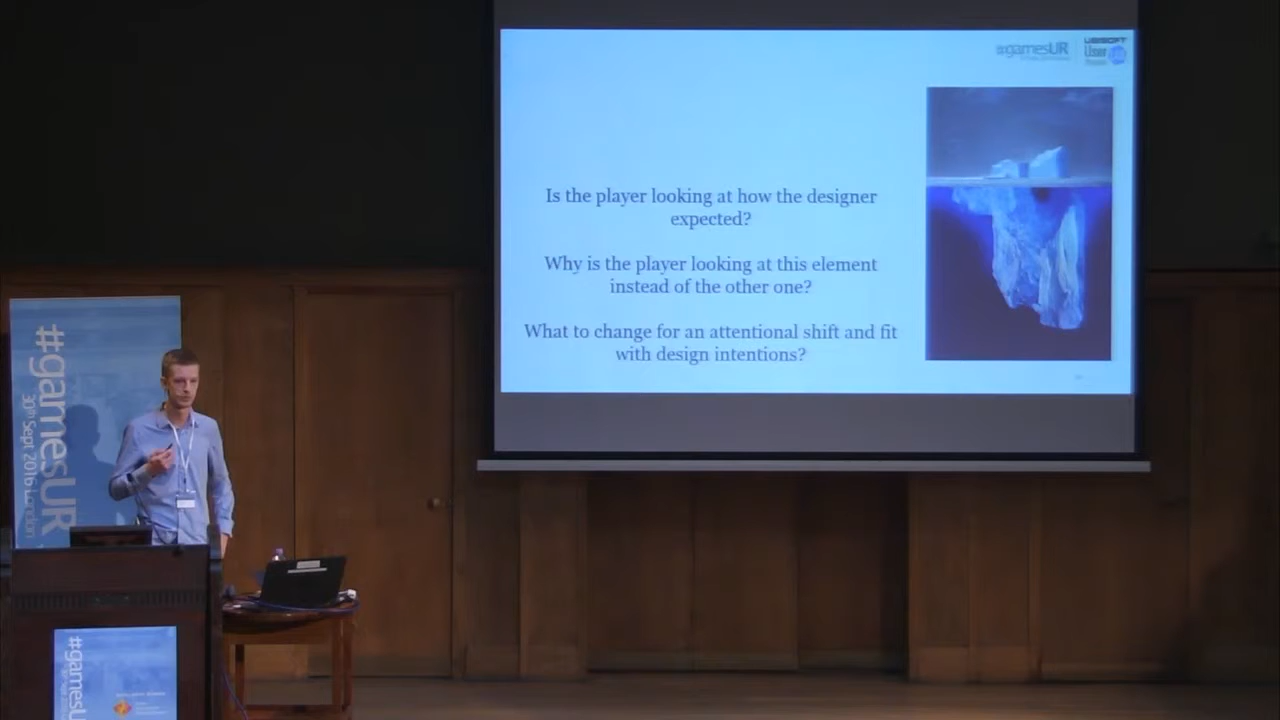 #gamesUR
UBISOFT
User
Is the player looking at how the designer
expected?
Why is the player looking at this element
instead of the other one?
What to change for an attentional shift and fit
with design intentions?
#gamesUR
30th Sept 2016 London
#gamesU